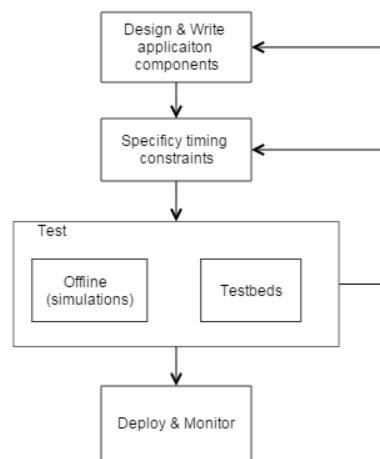 Design & Write
applicaiton
components
Specificy timing
constraints
Test
Offline
(simulations)
Testbeds
Deploy & Monitor